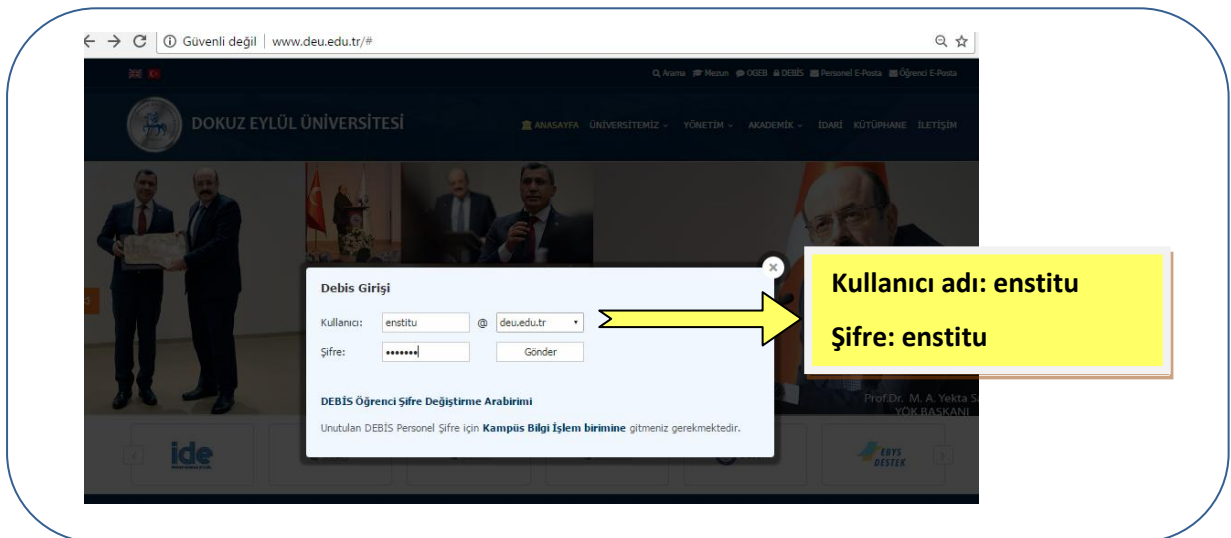 Güvenli değil | www.deu.edu.tr/#
Arama Mezun OGEB DEBİS Personel E-Posta Öğrenci E-Posta
DOKUZ EYLÜL ÜNİVERSİTESİ
ANASAYFA ÜNİVERSİTEMİZ YÖNETİM AKADEMİK İDARİ KÜTÜPHANE İLETİŞİM
Debis Girişi
Kullanıcı: enstitu @ deu.edu.tr
Şifre: ••••••• Gönder
DEBİS Öğrenci Şifre Değiştirme Arabirimi
Unutulan DEBİS Personel Şifre için Kampüs Bilgi İşlem birimine gitmeniz gerekmektedir.
Kullanıcı adı: enstitu
Şifre: enstitu
Prof.Dr. M. A. Yekta
YÖK BAŞKANI
ide
EBYS
DESTEK